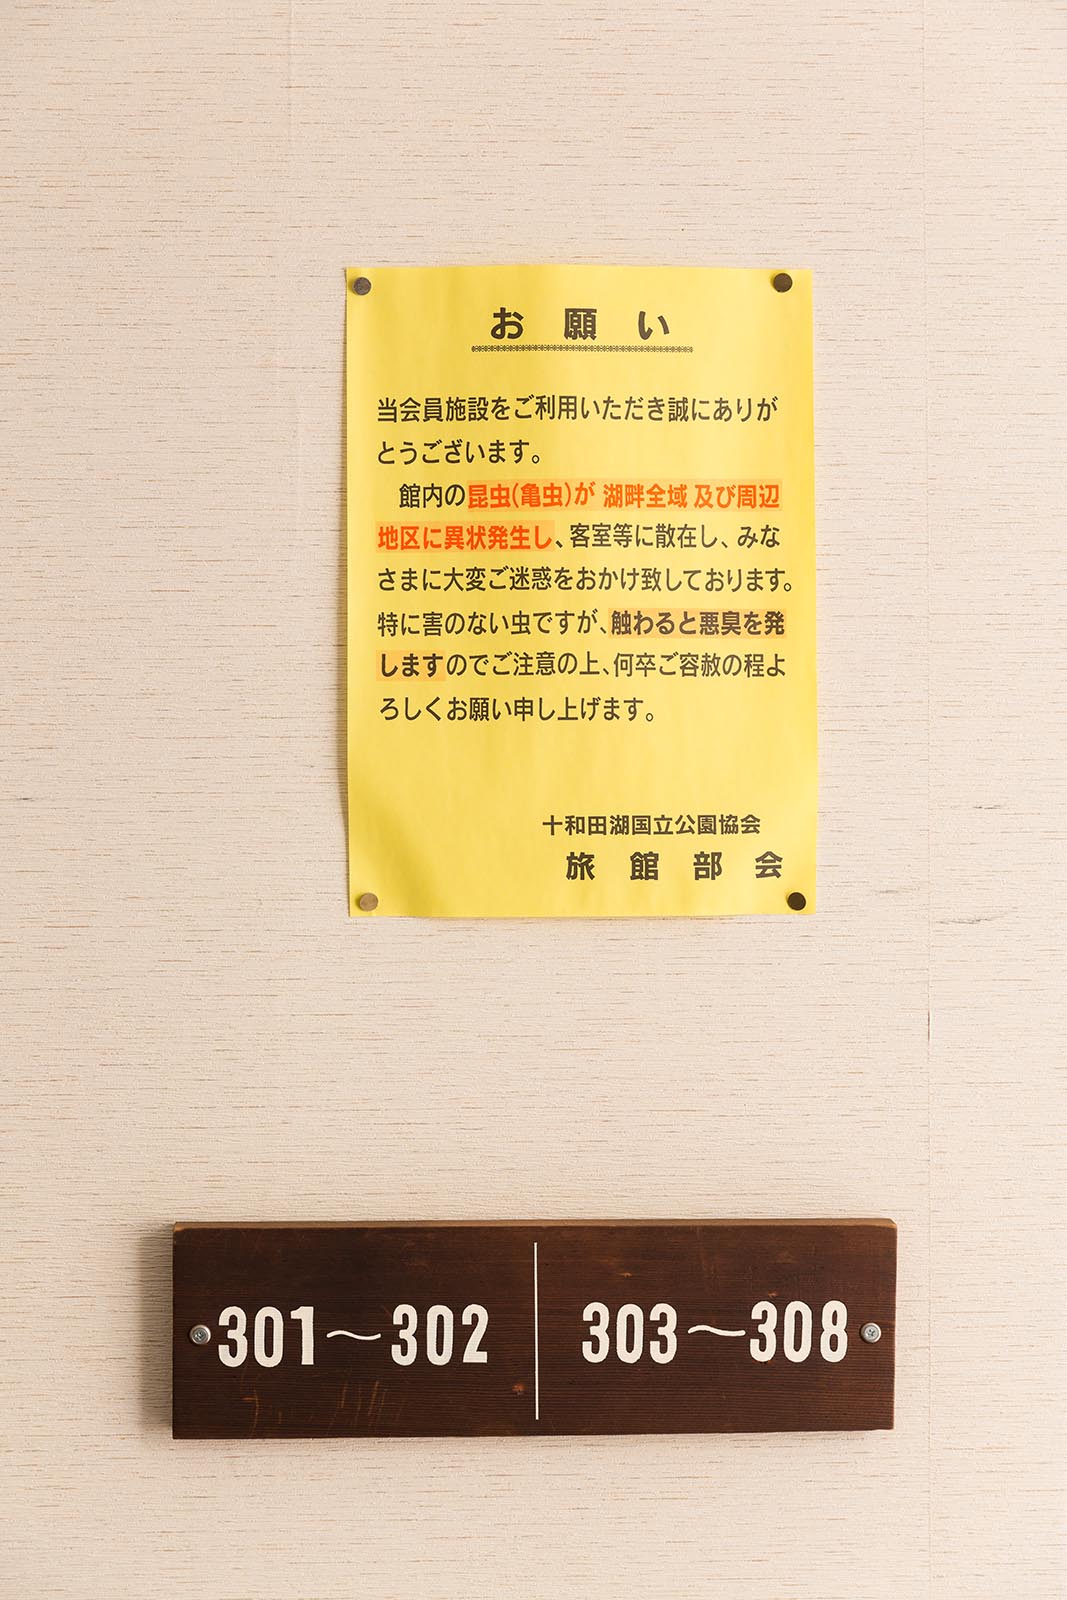 お願い
当会員施設をご利用いただき誠にありが
とうございます。
館内の昆虫(亀虫)が 湖畔全域 及び周辺
地区に異状発生し、客室等に散在し、みな
さまに大変ご迷惑をおかけ致しております。
特に害のない虫ですが、触わると悪臭を発
しますのでご注意の上、何卒ご容赦の程よ
ろしくお願い申し上げます。
十和田湖国立公園協会
旅館部会
301〜302 303〜308